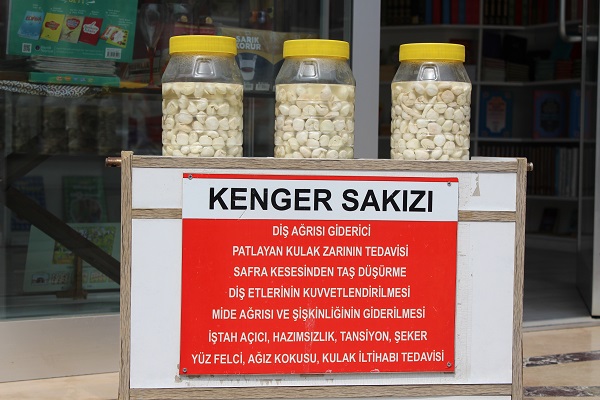 SARIK
KENGER SAKIZI
DİŞ AĞRISI GİDERİCİ
PATLAYAN KULAK ZARININ TEDAVİSİ
SAFRA KESESİNDEN TAŞ DÜŞÜRME
DİŞ ETLERİNİN KUVVETLENDİRİLMESİ
MİDE AĞRISI VE ŞİŞKİNLİĞİNİN GİDERİLMESİ
İŞTAH AÇICI, HAZIMSIZLIK, TANSİYON, ŞEKER
YÜZ FELCİ, AĞIZ KOKUSU, KULAK İLTİHABI TEDAVİSİ